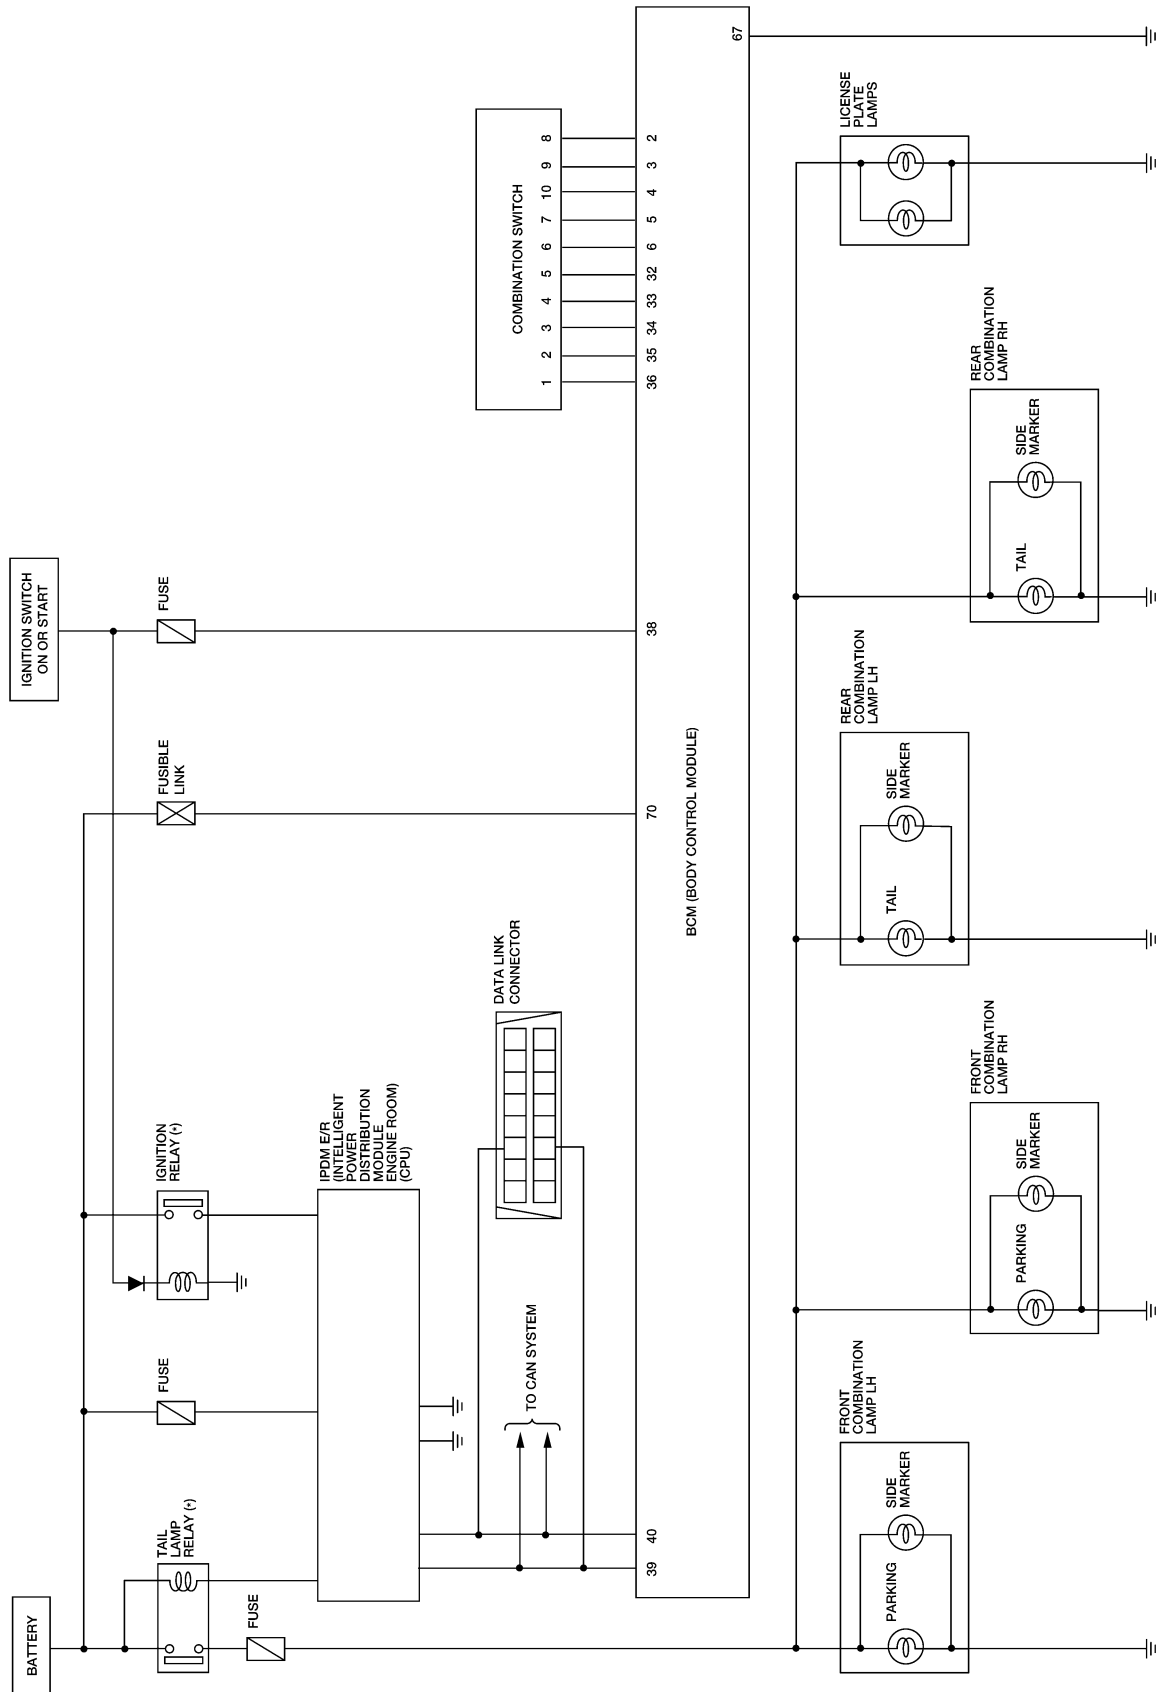 BATTERY
IGNITION SWITCH
ON OR START
TAIL
LAMP
RELAY (*)
FUSE
IGNITION
RELAY (*)
FUSIBLE
LINK
FUSE
FUSE
IPDM E/R
(INTELLIGENT
POWER
DISTRIBUTION
MODULE
ENGINE ROOM)
(CPU)
TO CAN SYSTEM
DATA LINK
CONNECTOR
COMBINATION SWITCH
1 2 3 4 5 6 7 10 9 8
39 40 70 38 36 35 34 33 32 6 5 4 3 2
BCM (BODY CONTROL MODULE)
67
FRONT
COMBINATION
LAMP LH
PARKING
SIDE
MARKER
FRONT
COMBINATION
LAMP RH
PARKING
SIDE
MARKER
REAR
COMBINATION
LAMP LH
TAIL
SIDE
MARKER
REAR
COMBINATION
LAMP RH
TAIL
SIDE
MARKER
LICENSE
PLATE
LAMPS